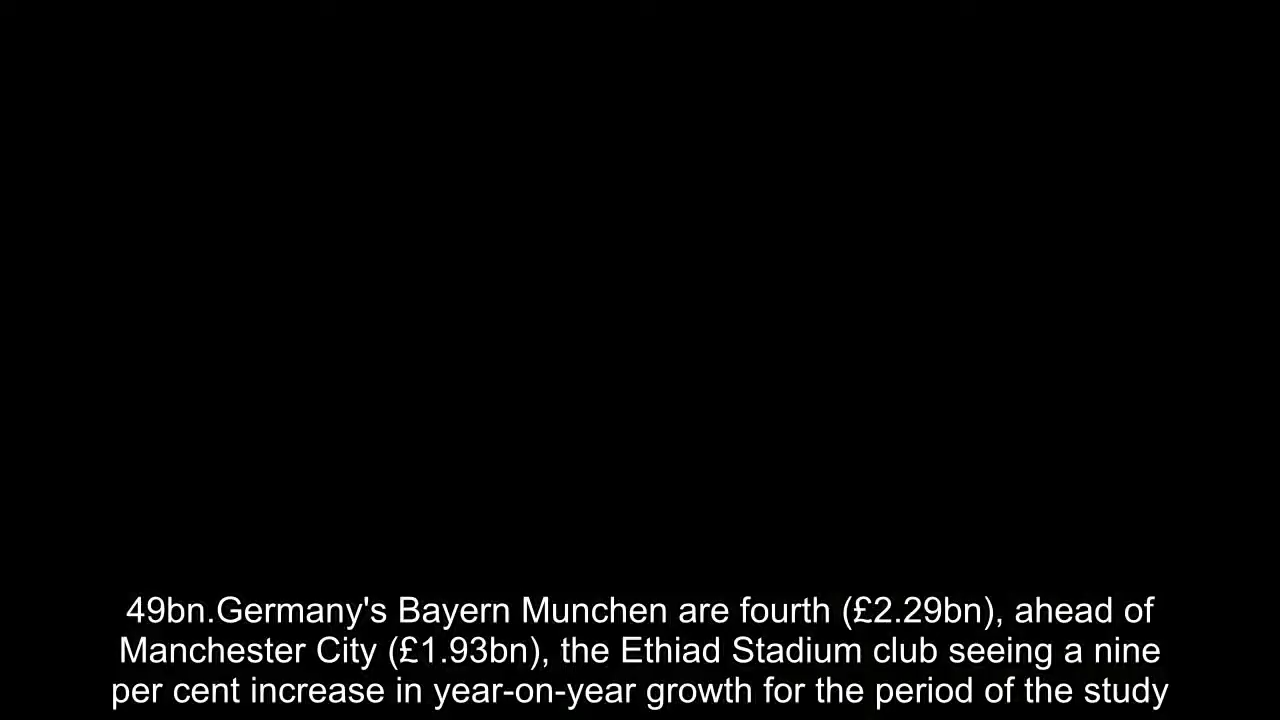 49bn.Germany's Bayern Munchen are fourth (£2.29bn), ahead of
Manchester City (£1.93bn), the Ethiad Stadium club seeing a nine
per cent increase in year-on-year growth for the period of the study